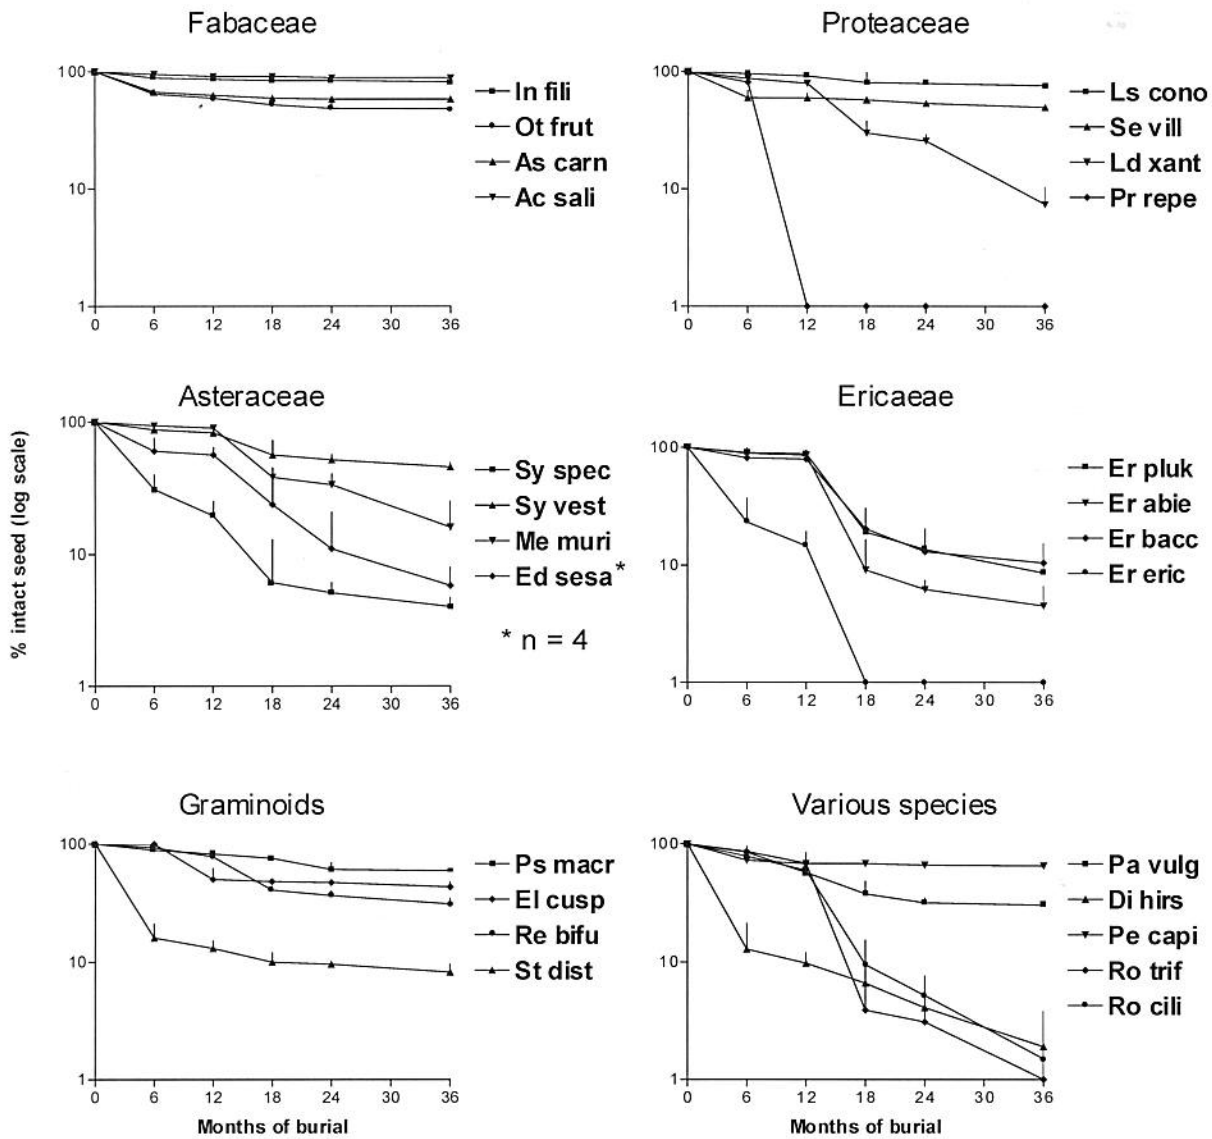 Fabaceae
100
10
1
0 6 12 18 24 30 36
In fili
Ot frut
As carn
Ac sali
Proteaceae
100
10
1
0 6 12 18 24 30 36
Ls cono
Se vill
Ld xant
Pr repe
% intact seed (log scale)
Asteraceae
100
10
1
0 6 12 18 24 30 36
Sy spec
Sy vest
Me muri
Ed sesa*
* n = 4
Ericaeae
100
10
1
0 6 12 18 24 30 36
Er pluk
Er abie
Er bacc
Er eric
Graminoids
100
10
1
0 6 12 18 24 30 36
Months of burial
Ps macr
El cusp
Re bifu
St dist
Various species
100
10
1
0 6 12 18 24 30 36
Months of burial
Pa vulg
Di hirs
Pe capi
Ro trif
Ro cili